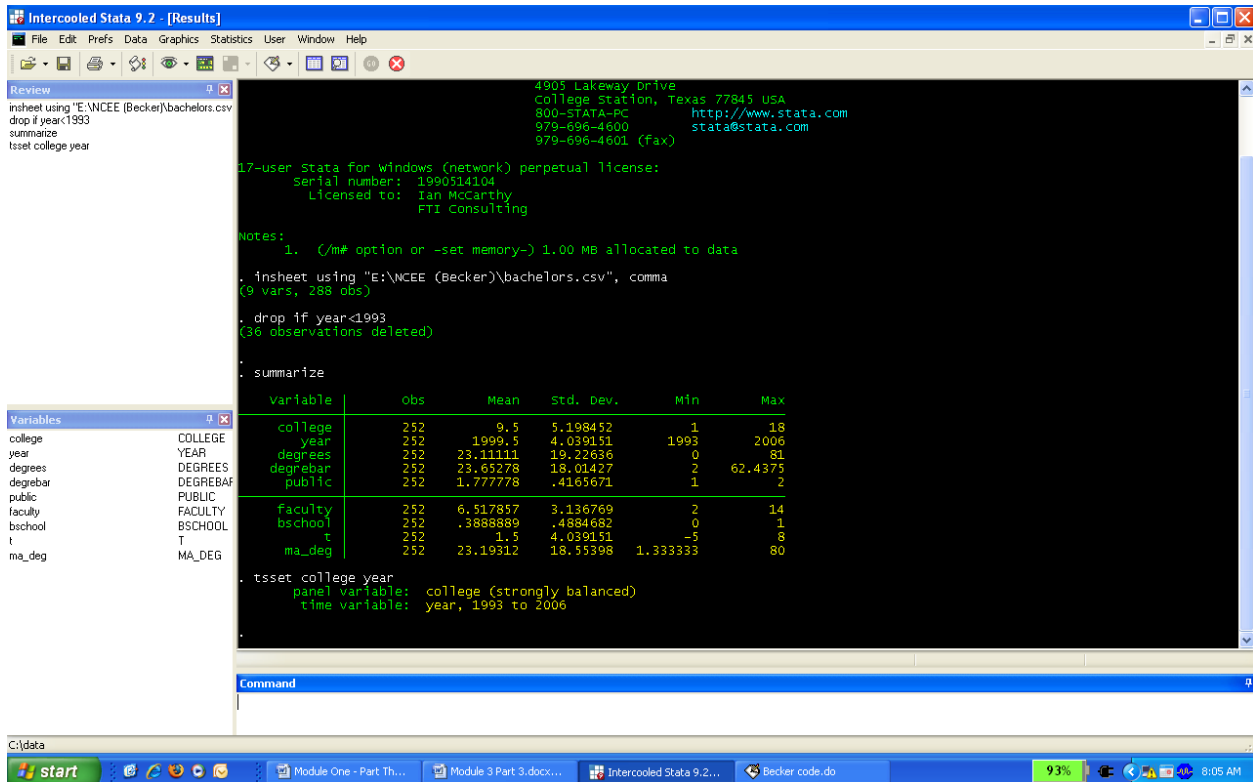 Intercooled Stata 9.2 - [Results]
File Edit Prefs Data Graphics Statistics User Window Help
Review
insheet using "E:\NCEE (Becker)\bachelors.csv
drop if year<1993
summarize
tsset college year
Variables
college COLLEGE
year YEAR
degrees DEGREES
degrebar DEGREBAR
public PUBLIC
faculty FACULTY
bschool BSCHOOL
t T
ma_deg MA_DEG
4905 Lakeway Drive
College Station, Texas 77845 USA
800-STATA-PC http://www.stata.com
979-696-4600 stata@stata.com
979-696-4601 (fax)
17-user Stata for Windows (network) perpetual license:
Serial number: 1990514104
Licensed to: Ian McCarthy
FTI Consulting
Notes:
1. (/m# option or -set memory-) 1.00 MB allocated to data
. insheet using "E:\NCEE (Becker)\bachelors.csv", comma
(9 vars, 288 obs)
. drop if year<1993
(36 observations deleted)
.
. summarize
Variable | Obs Mean Std. Dev. Min Max
college | 252 9.5 5.198452 1 18
year | 252 1999.5 4.039151 1993 2006
degrees | 252 23.11111 19.22636 0 81
degrebar | 252 23.65278 18.01427 2 62.4375
public | 252 1.777778 .4165671 1 2
faculty | 252 6.517857 3.136769 2 14
bschool | 252 .3888889 .4884682 0 1
t | 252 1.5 4.039151 -5 8
ma_deg | 252 23.19312 18.55398 1.333333 80
. tsset college year
panel variable: college (strongly balanced)
time variable: year, 1993 to 2006
.
Command
C:\data
start
Module One - Part Th...
Module 3 Part 3.docx...
Intercooled Stata 9.2...
Becker code.do
93%
8:05 AM